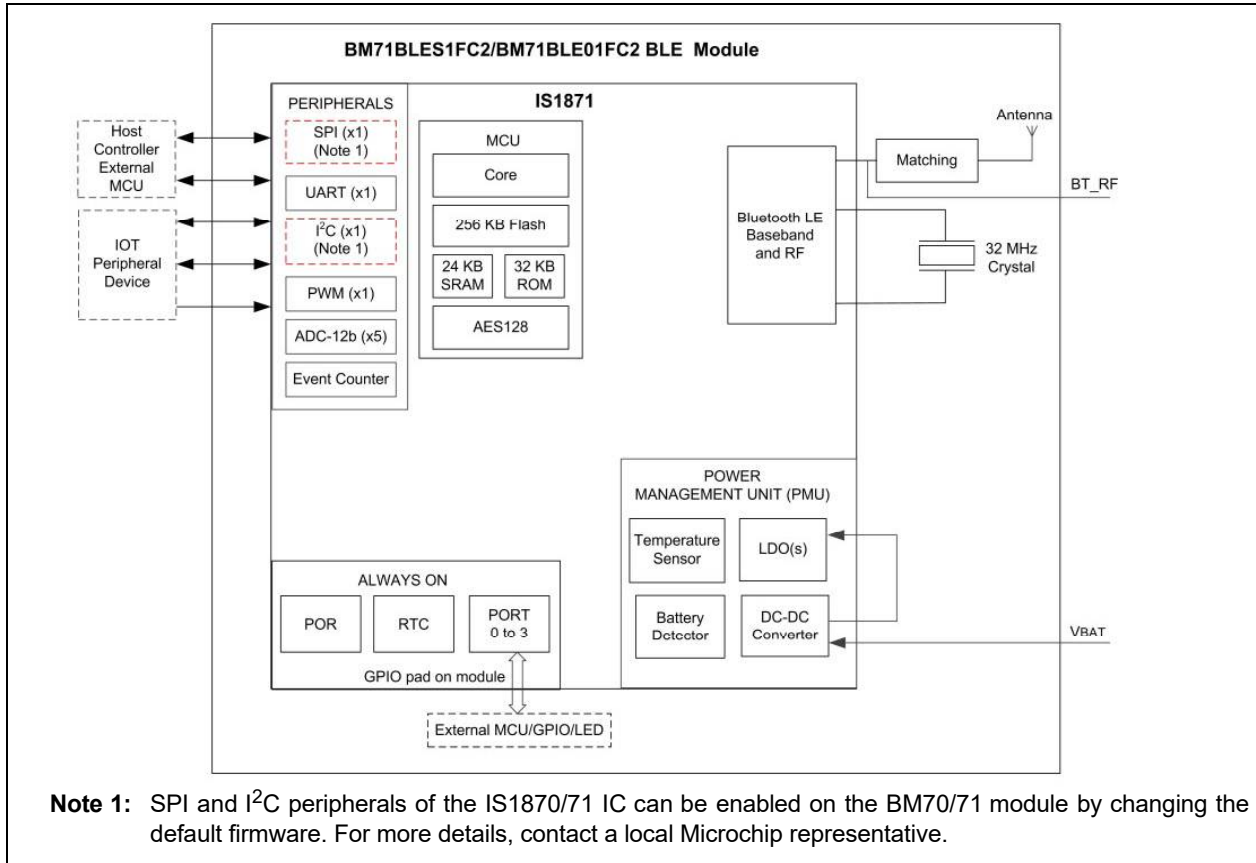 BM71BLES1FC2/BM71BLE01FC2 BLE Module
IS1871
PERIPHERALS
SPI (x1)
(Note 1)
UART (x1)
I²C (x1)
(Note 1)
PWM (x1)
ADC-12b (x5)
Event Counter
Host
Controller
External
MCU
IOT
Peripheral
Device
MCU
Core
256 KB Flash
24 KB
SRAM
32 KB
ROM
AES128
Bluetooth LE
Baseband
and RF
Matching
Antenna
BT_RF
32 MHz
Crystal
POWER
MANAGEMENT UNIT (PMU)
Temperature
Sensor
LDO(s)
Battery
Detector
DC-DC
Converter
VBAT
ALWAYS ON
POR
RTC
PORT
0 to 3
GPIO pad on module
External MCU/GPIO/LED
Note 1: SPI and I²C peripherals of the IS1870/71 IC can be enabled on the BM70/71 module by changing the
default firmware. For more details, contact a local Microchip representative.